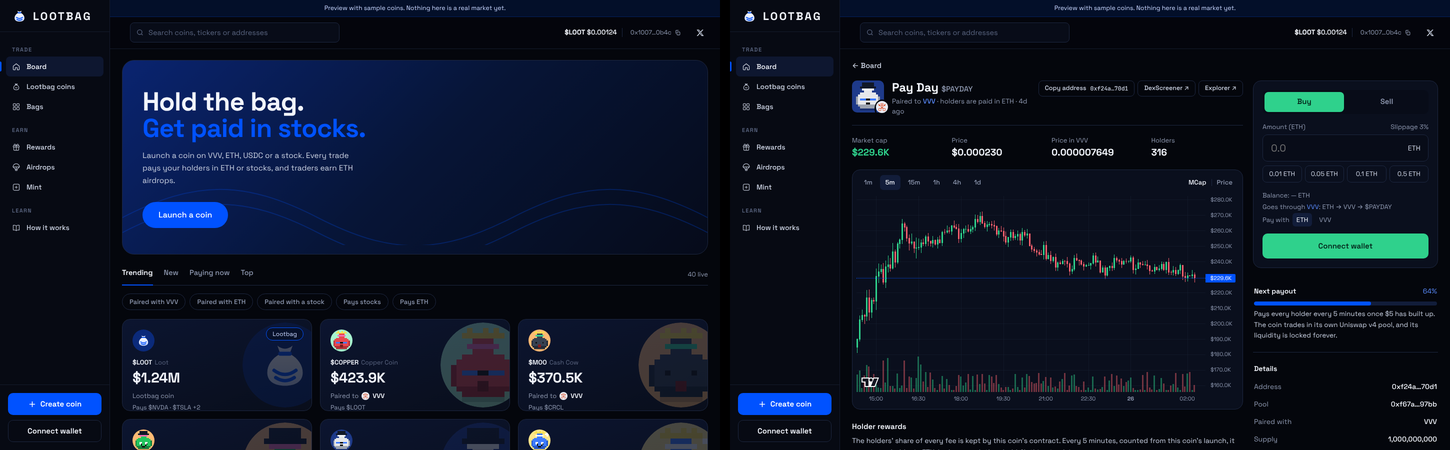 Preview with sample coins. Nothing here is a real market yet.
LOOTBAG
Search coins, tickers or addresses
$LOOT $0.00124
0x1007...0b4c
TRADE
Board
Lootbag coins
Bags
EARN
Rewards
Airdrops
Mint
LEARN
How it works
Create coin
Connect wallet
Hold the bag.
Get paid in stocks.
Launch a coin on VVV, ETH, USDC or a stock. Every trade
pays your holders in ETH or stocks, and traders earn ETH
airdrops.
Launch a coin
Trending New Paying now Top
40 live
Paired with VVV
Paired with ETH
Paired with a stock
Pays stocks
Pays ETH
Lootbag
$LOOT Loot
$1.24M
Lootbag coin
Pays $NVDA · $TSLA +2
$COPPER Copper Coin
$423.9K
Paired to VVV
Pays $LOOT
$MOO Cash Cow
$370.5K
Paired to VVV
Pays $CRCL
Preview with sample coins. Nothing here is a real market yet.
LOOTBAG
Search coins, tickers or addresses
$LOOT $0.00124
0x1007...0b4c
TRADE
Board
Lootbag coins
Bags
EARN
Rewards
Airdrops
Mint
LEARN
How it works
Create coin
Connect wallet
← Board
Pay Day $PAYDAY
Paired to VVV · holders are paid in ETH · 4d
ago
Copy address 0xf24a…70d1
DexScreener ↗
Explorer ↗
Market cap
$229.6K
Price
$0.000230
Price in VVV
0.000007649
Holders
316
1m 5m 15m 1h 4h 1d
MCap Price
$280.0K
$270.0K
$260.0K
$250.0K
$240.0K
$229.6K
$220.0K
$210.0K
$200.0K
$190.0K
$180.0K
$170.0K
$160.0K
15:00 16:30 18:00 19:30 21:00 22:30 26 02:00
Holder rewards
The holders' share of every fee is kept by this coin's contract. Every 5 minutes, counted from this coin's launch, it
Buy Sell
Amount (ETH)
Slippage 3%
0.0
ETH
0.01 ETH
0.05 ETH
0.1 ETH
0.5 ETH
Balance: — ETH
Goes through VVV: ETH → VVV → $PAYDAY
Pay with ETH VVV
Connect wallet
Next payout 64%
Pays every holder every 5 minutes once $5 has built up.
The coin trades in its own Uniswap v4 pool, and its
liquidity is locked forever.
Details
Address 0xf24a…70d1
Pool 0xf67a…97bb
Paired with VVV
Supply 1,000,000,000